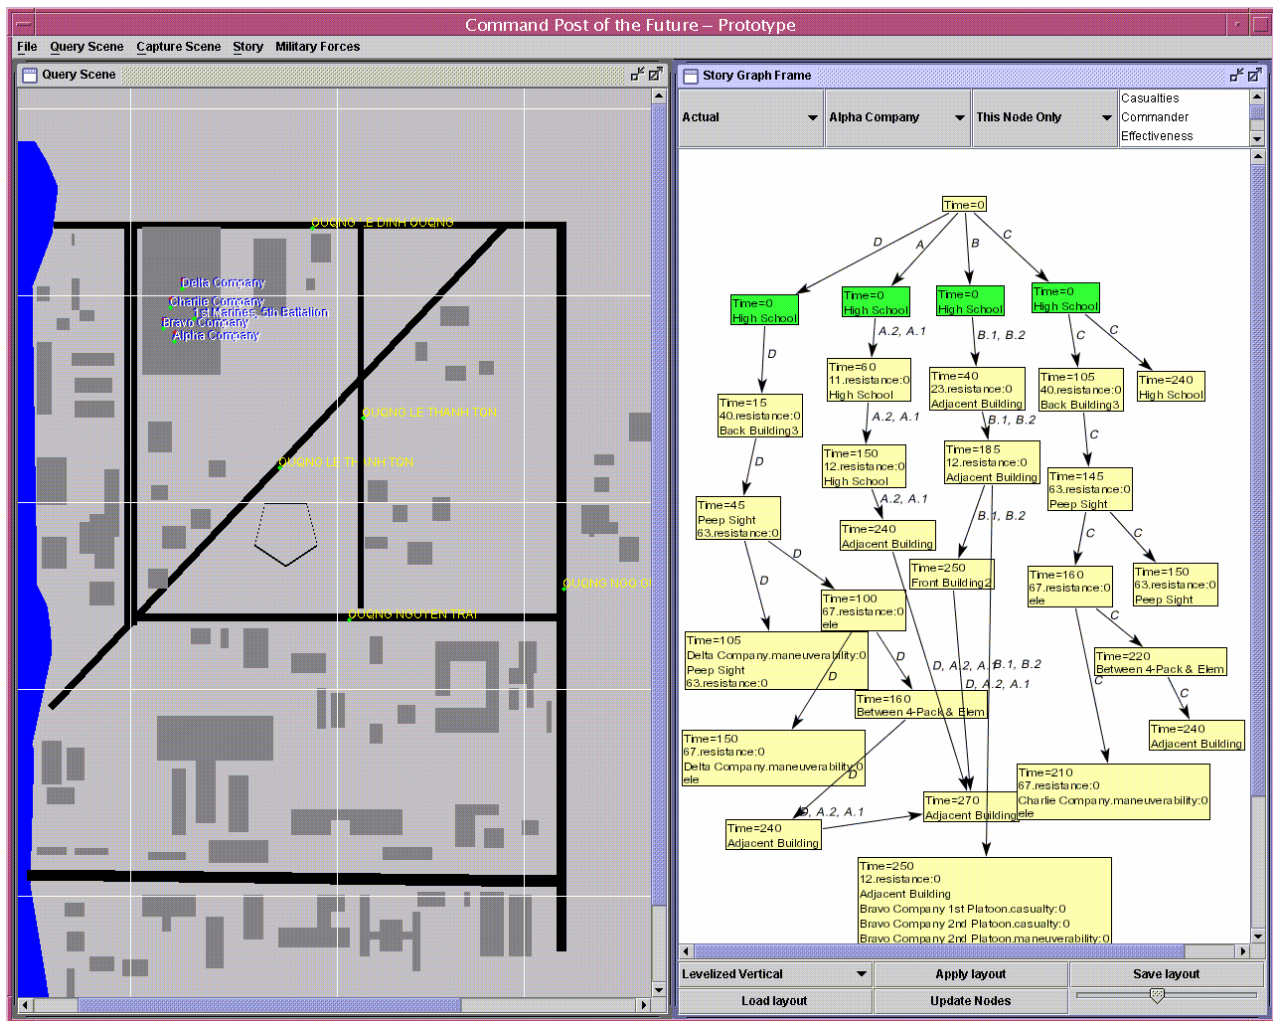 Command Post of the Future – Prototype
File Query Scene Capture Scene Story Military Forces
Query Scene
QUONG LE DINH QUONG
Delta Company
Charlie Company
1st Marines, 5th Battalion
Bravo Company
Alpha Company
QUONG LE THANH TON
QUONG LE THANH TON
QUONG NGO
QUONG NGUYEN TRAI
Story Graph Frame
Actual
Alpha Company
This Node Only
Casualties
Commander
Effectiveness
Time=0
D
A
B
C
Time=0
High School
Time=0
High School
Time=0
High School
Time=0
High School
D
A.2, A.1
B.1, B.2
C
C
Time=15
40.resistance:0
Back Building3
Time=60
11.resistance:0
High School
Time=40
23.resistance:0
Adjacent Building
Time=105
40.resistance:0
Back Building3
Time=240
High School
D
A.2, A.1
B.1, B.2
C
Time=45
Peep Sight
63.resistance:0
Time=150
12.resistance:0
High School
Time=185
12.resistance:0
Adjacent Building
Time=145
63.resistance:0
Peep Sight
D
D
A.2, A.1
B.1, B.2
C
C
Time=240
Adjacent Building
Time=250
Front Building2
Time=160
67.resistance:0
ele
Time=150
63.resistance:0
Peep Sight
Time=100
67.resistance:0
ele
C
Time=105
Delta Company.maneuverability:0
Peep Sight
63.resistance:0
D
D
D, A.2, A.1
B.1, B.2
D, A.2, A.1
C
Time=220
Between 4-Pack & Elem
C
Time=160
Between 4-Pack & Elem
Time=240
Adjacent Building
Time=150
67.resistance:0
Delta Company.maneuverability:0
ele
D
Time=210
67.resistance:0
Charlie Company.maneuverability:0
ele
Time=270
Adjacent Building
D, A.2, A.1
Time=240
Adjacent Building
Time=250
12.resistance:0
Adjacent Building
Bravo Company 1st Platoon.casualty:0
Bravo Company 2nd Platoon.casualty:0
Bravo Company 2nd Platoon.maneuverability:0
Levelized Vertical
Apply layout
Save layout
Load layout
Update Nodes